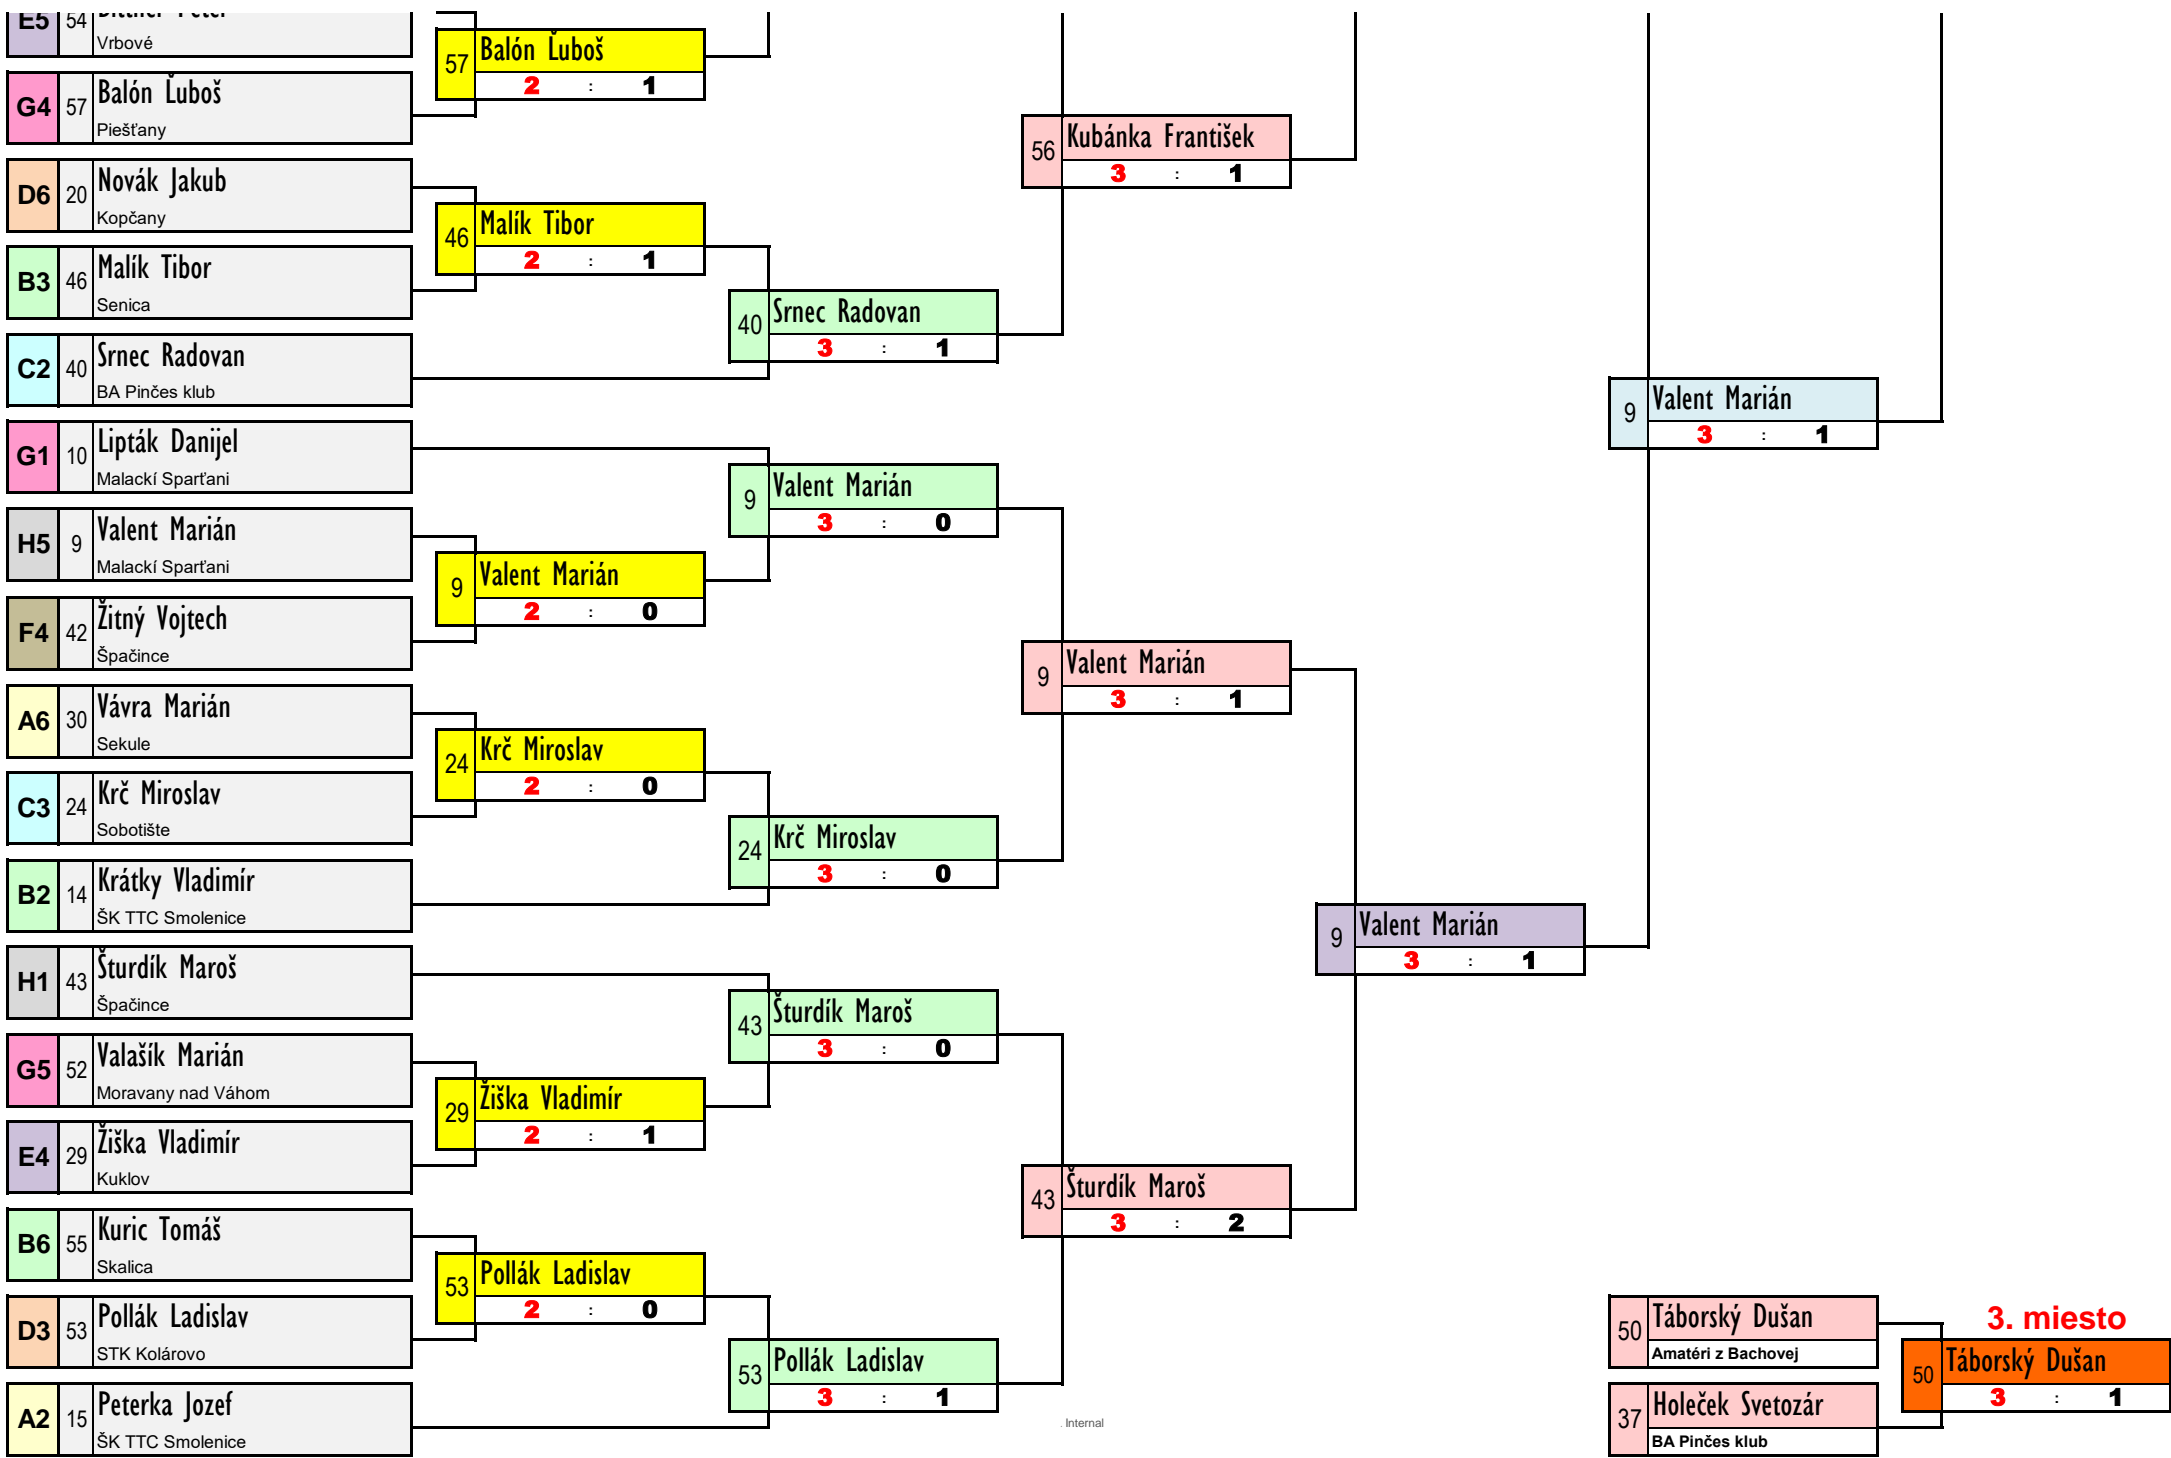 E5 54
Vrbové
57 Balón Ľuboš
2 : 1
G4 57 Balón Ľuboš
Piešťany
56 Kubánka František
3 : 1
D6 20 Novák Jakub
Kopčany
46 Malík Tibor
2 : 1
B3 46 Malík Tibor
Senica
40 Srnec Radovan
3 : 1
C2 40 Srnec Radovan
BA Pinčes klub
9 Valent Marián
3 : 1
G1 10 Lipták Danijel
Malackí Sparťani
9 Valent Marián
3 : 0
H5 9 Valent Marián
Malackí Sparťani
9 Valent Marián
2 : 0
F4 42 Žitný Vojtech
Špačince
9 Valent Marián
3 : 1
A6 30 Vávra Marián
Sekule
24 Krč Miroslav
2 : 0
C3 24 Krč Miroslav
Sobotište
24 Krč Miroslav
3 : 0
B2 14 Krátky Vladimír
ŠK TTC Smolenice
9 Valent Marián
3 : 1
H1 43 Šturdík Maroš
Špačince
43 Šturdík Maroš
3 : 0
G5 52 Valašík Marián
Moravany nad Váhom
29 Žiška Vladimír
2 : 1
E4 29 Žiška Vladimír
Kuklov
43 Šturdík Maroš
3 : 2
B6 55 Kuric Tomáš
Skalica
53 Pollák Ladislav
2 : 0
D3 53 Pollák Ladislav
STK Kolárovo
53 Pollák Ladislav
3 : 1
A2 15 Peterka Jozef
ŠK TTC Smolenice
. Internal
50 Táborský Dušan
Amatéri z Bachovej
3. miesto
50 Táborský Dušan
3 : 1
37 Holeček Svetozár
BA Pinčes klub